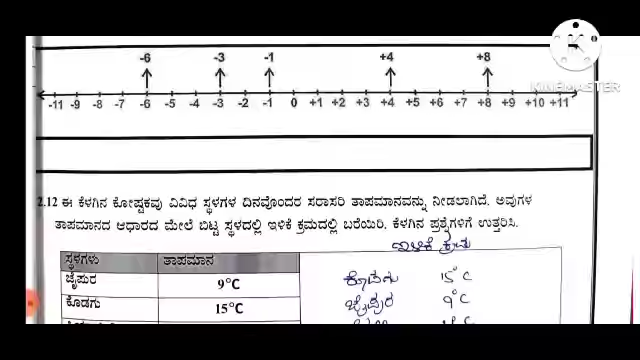 -6 -3 -1 +4 +8
-11 -9 -8 -7 -6 -5 -4 -3 -2 -1 0 +1 +2 +3 +4 +5 +6 +7 +8 +9 +10 +11
KINEMASTER
2.12 ಈ ಕೆಳಗಿನ ಕೋಷ್ಟಕವು ವಿವಿಧ ಸ್ಥಳಗಳ ದಿನವೊಂದರ ಸರಾಸರಿ ತಾಪಮಾನವನ್ನು ನೀಡಲಾಗಿದೆ. ಅವುಗಳ
ತಾಪಮಾನದ ಆಧಾರದ ಮೇಲೆ ಬಿಟ್ಟ ಸ್ಥಳದಲ್ಲಿ ಇಳಿಕೆ ಕ್ರಮದಲ್ಲಿ ಬರೆಯಿರಿ. ಕೆಳಗಿನ ಪ್ರಶ್ನೆಗಳಿಗೆ ಉತ್ತರಿಸಿ.
ಇಳಿಕೆ ಕ್ರಮ
ಸ್ಥಳಗಳು ತಾಪಮಾನ
ಜೈಪುರ 9°C ಕೊಡಗು 15°C
ಕೊಡಗು 15°C ಜೈಪುರ 9°C